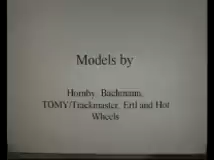 Models by
Hornby, Bachmann,
TOMY/Trackmaster, Ertl and Hot
Wheels